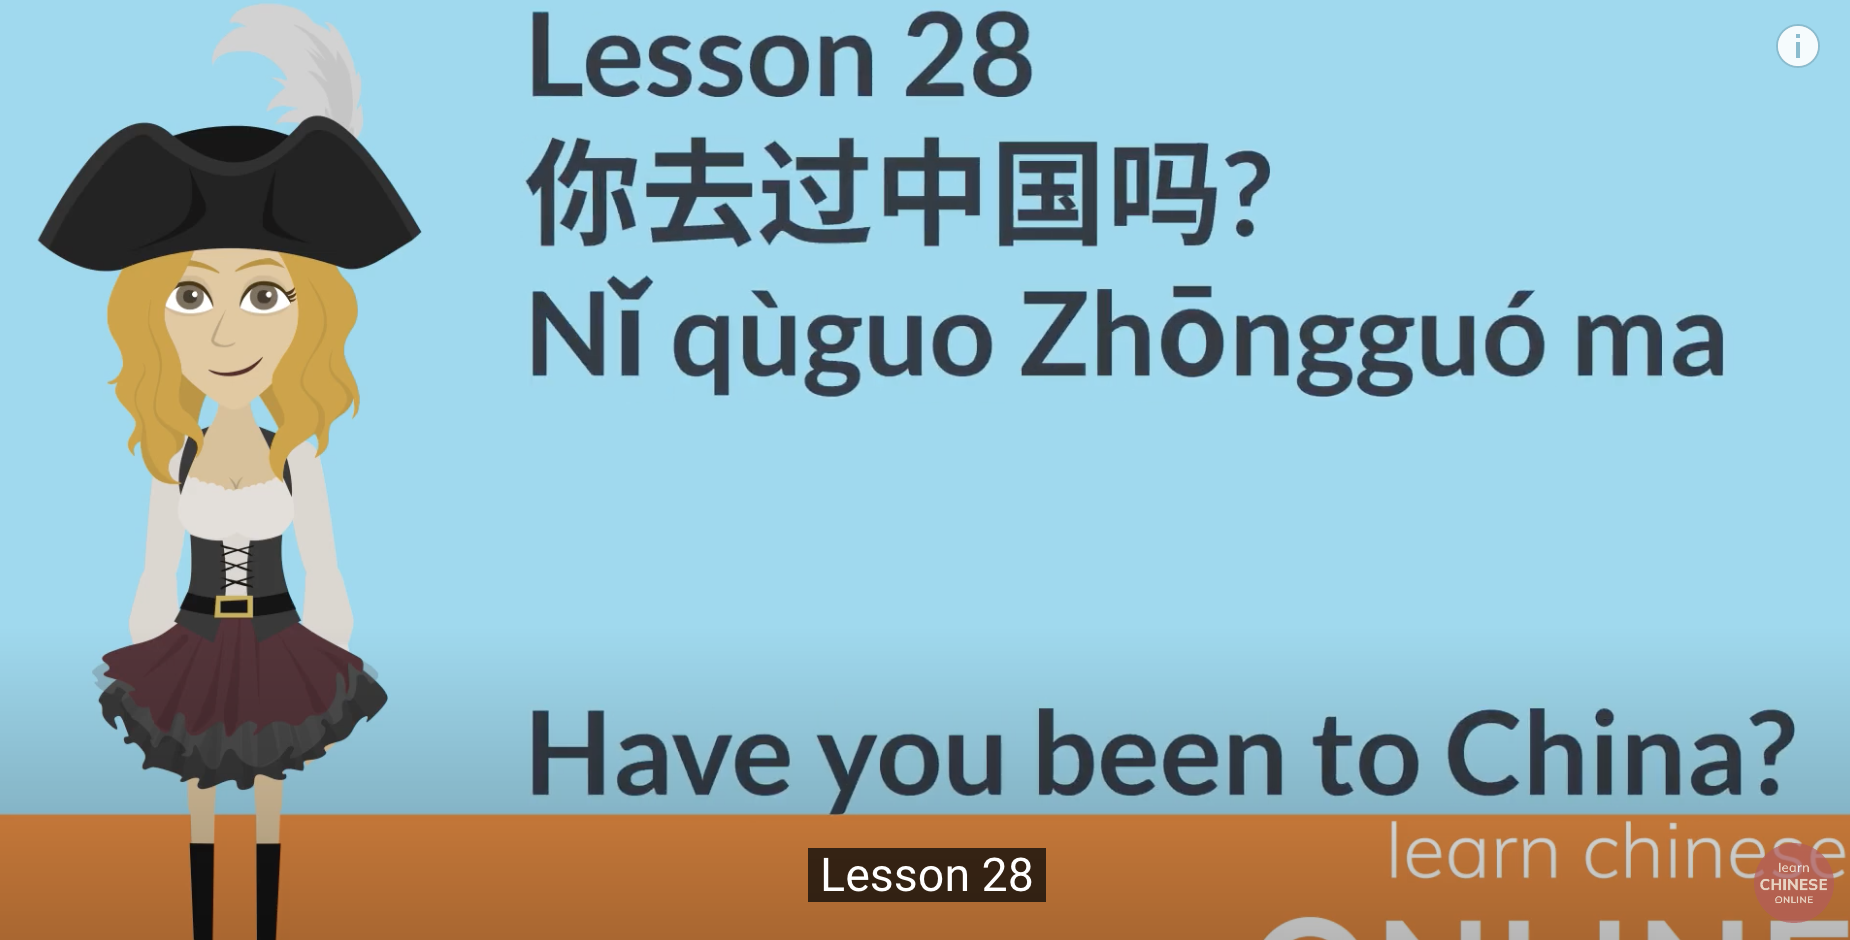 Lesson 28
你去过中国吗?
Nǐ qùguo Zhōngguó ma
Have you been to China?
Lesson 28
learn chinese
ONLINE
learn
CHINESE
ONLINE
i